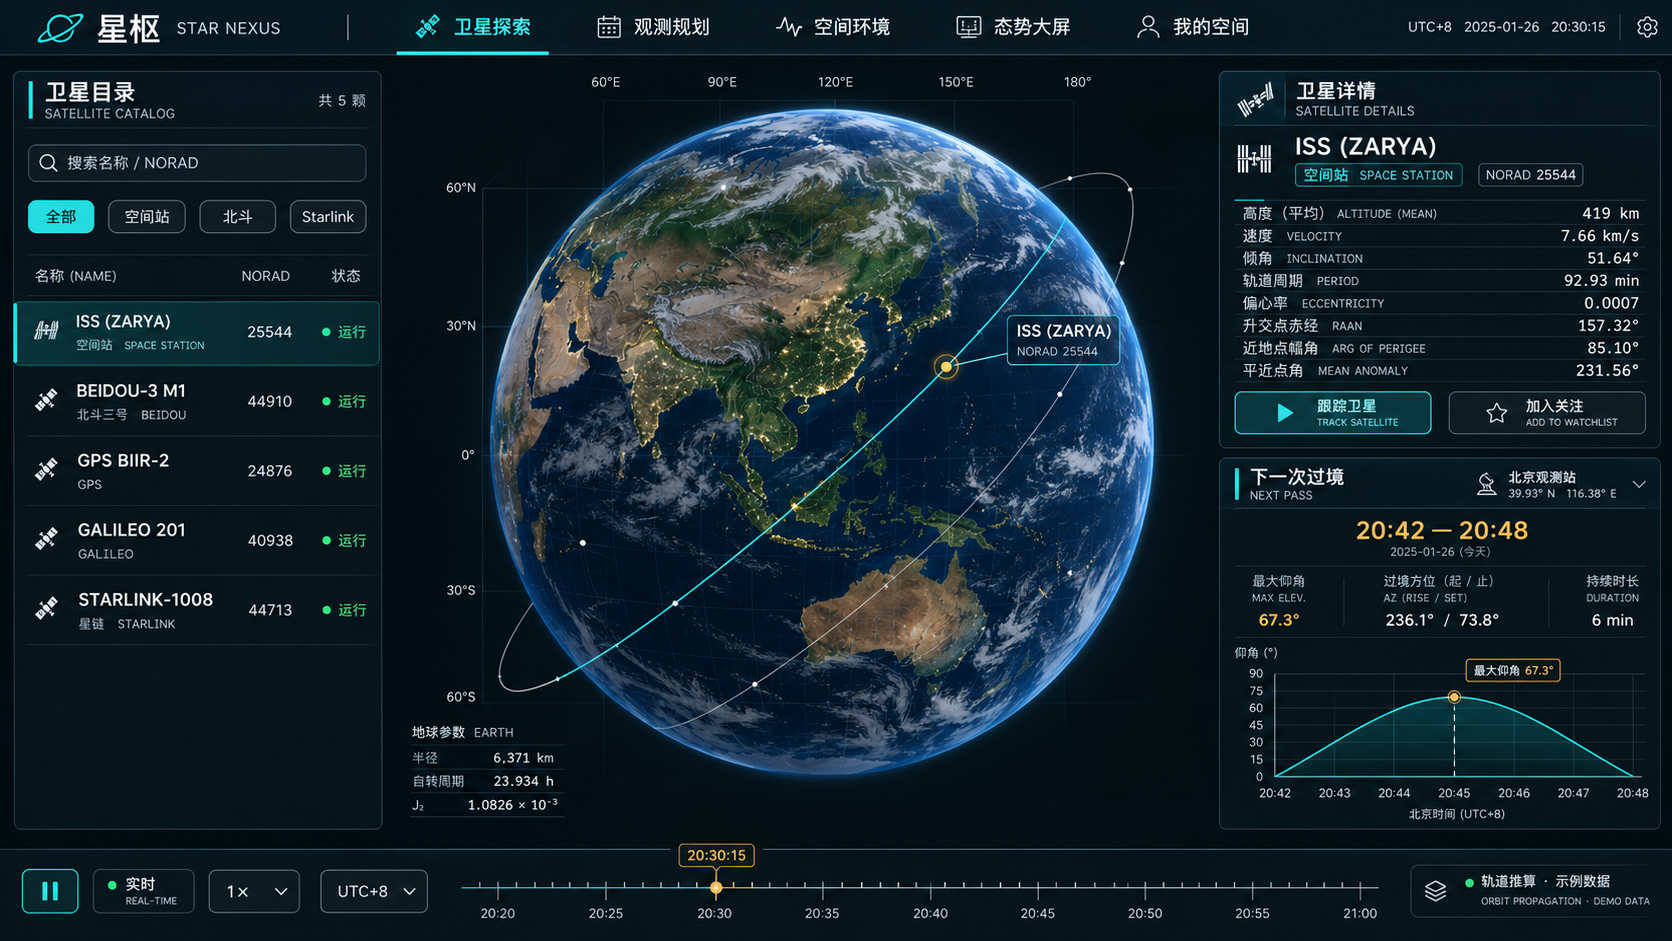 星枢 STAR NEXUS
卫星探索
观测规划
空间环境
态势大屏
我的空间
UTC+8 2025-01-26 20:30:15
卫星目录
SATELLITE CATALOG
共 5 颗
搜索名称 / NORAD
全部
空间站
北斗
Starlink
名称 (NAME) NORAD 状态
ISS (ZARYA)
空间站 SPACE STATION
25544
运行
BEIDOU-3 M1
北斗三号 BEIDOU
44910
运行
GPS BIIR-2
GPS
24876
运行
GALILEO 201
GALILEO
40938
运行
STARLINK-1008
星链 STARLINK
44713
运行
60°E 90°E 120°E 150°E 180°
60°N
30°N
0°
30°S
60°S
ISS (ZARYA)
NORAD 25544
地球参数 EARTH
半径 6,371 km
自转周期 23.934 h
J₂ 1.0826 × 10⁻³
卫星详情
SATELLITE DETAILS
ISS (ZARYA)
空间站 SPACE STATION
NORAD 25544
高度（平均） ALTITUDE (MEAN) 419 km
速度 VELOCITY 7.66 km/s
倾角 INCLINATION 51.64°
轨道周期 PERIOD 92.93 min
偏心率 ECCENTRICITY 0.0007
升交点赤经 RAAN 157.32°
近地点幅角 ARG OF PERIGEE 85.10°
平近点角 MEAN ANOMALY 231.56°
跟踪卫星
TRACK SATELLITE
加入关注
ADD TO WATCHLIST
下一次过境
NEXT PASS
北京观测站
39.93° N 116.38° E
20:42 — 20:48
2025-01-26 (今天)
最大仰角
MAX ELEV.
67.3°
过境方位（起 / 止）
AZ (RISE / SET)
236.1° / 73.8°
持续时长
DURATION
6 min
仰角 (°)
最大仰角 67.3°
90
75
60
45
30
15
0
20:42 20:43 20:44 20:45 20:46 20:47 20:48
北京时间 (UTC+8)
实时
REAL-TIME
1×
UTC+8
20:30:15
20:20 20:25 20:30 20:35 20:40 20:45 20:50 20:55 21:00
轨道推算 · 示例数据
ORBIT PROPAGATION · DEMO DATA